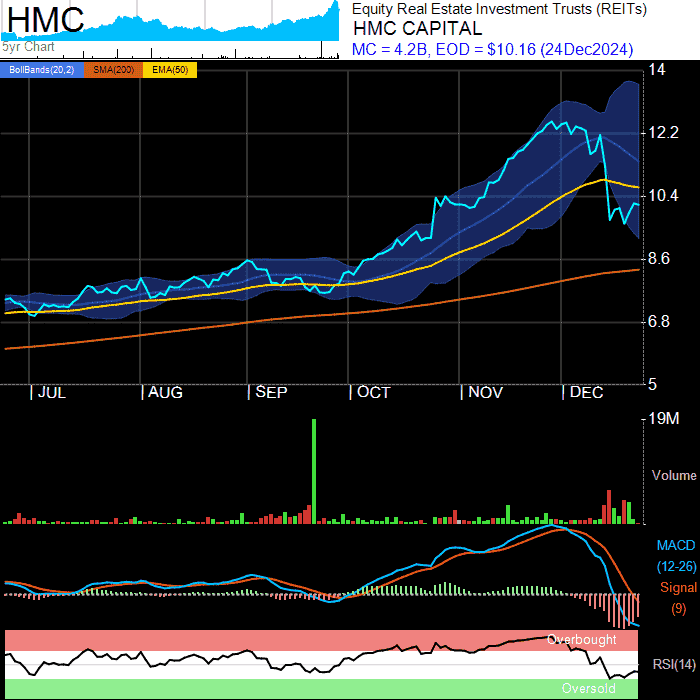 HMC
5yr Chart
Equity Real Estate Investment Trusts (REITs)
HMC CAPITAL
MC = 4.2B, EOD = $10.16 (24Dec2024)
BollBands(20,2) SMA(200) EMA(50)
14
12.2
10.4
8.6
6.8
5
JUL AUG SEP OCT NOV DEC
19M
Volume
MACD
(12-26)
Signal
(9)
Overbought
RSI(14)
Oversold